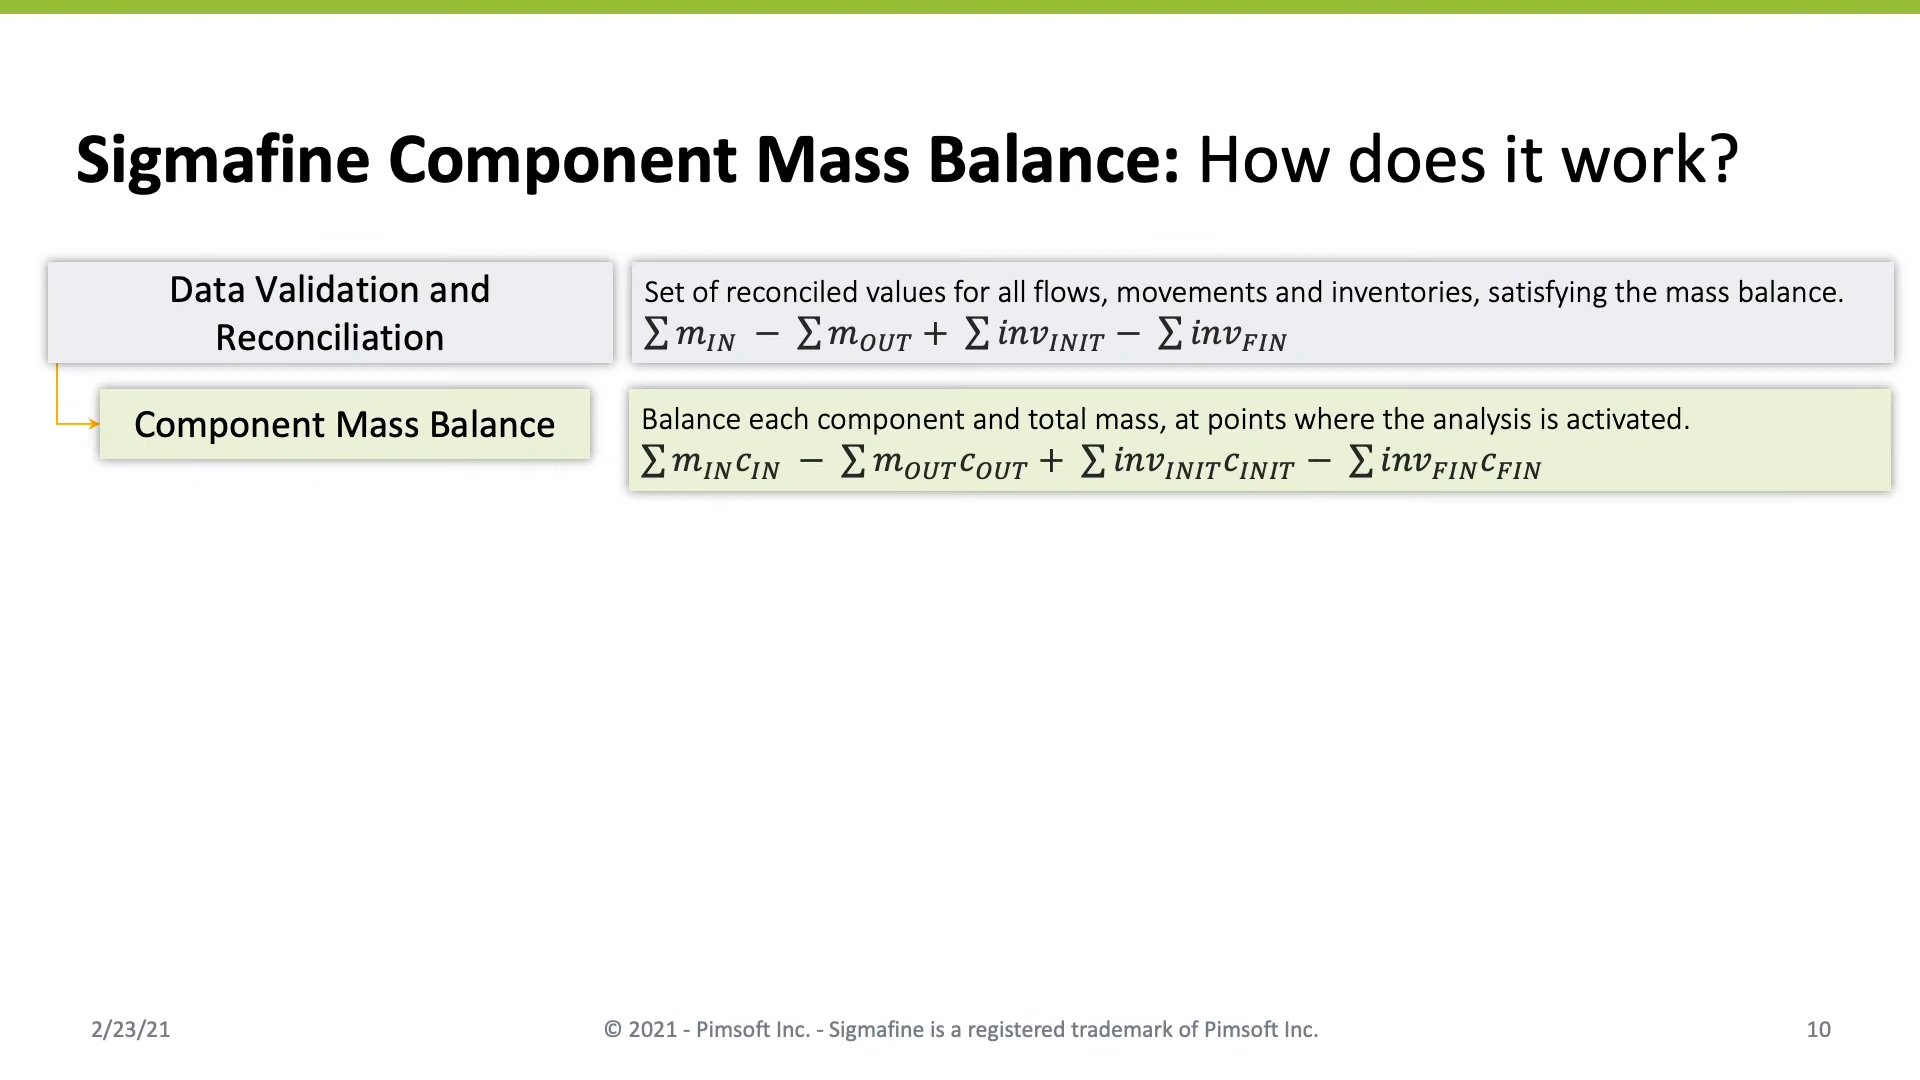 Sigmafine Component Mass Balance: How does it work?
Data Validation and
Reconciliation
Set of reconciled values for all flows, movements and inventories, satisfying the mass balance.
∑ m_IN − ∑ m_OUT + ∑ inv_INIT − ∑ inv_FIN
Component Mass Balance
Balance each component and total mass, at points where the analysis is activated.
∑ m_IN c_IN − ∑ m_OUT c_OUT + ∑ inv_INIT c_INIT − ∑ inv_FIN c_FIN
2/23/21
© 2021 - Pimsoft Inc. - Sigmafine is a registered trademark of Pimsoft Inc.
10